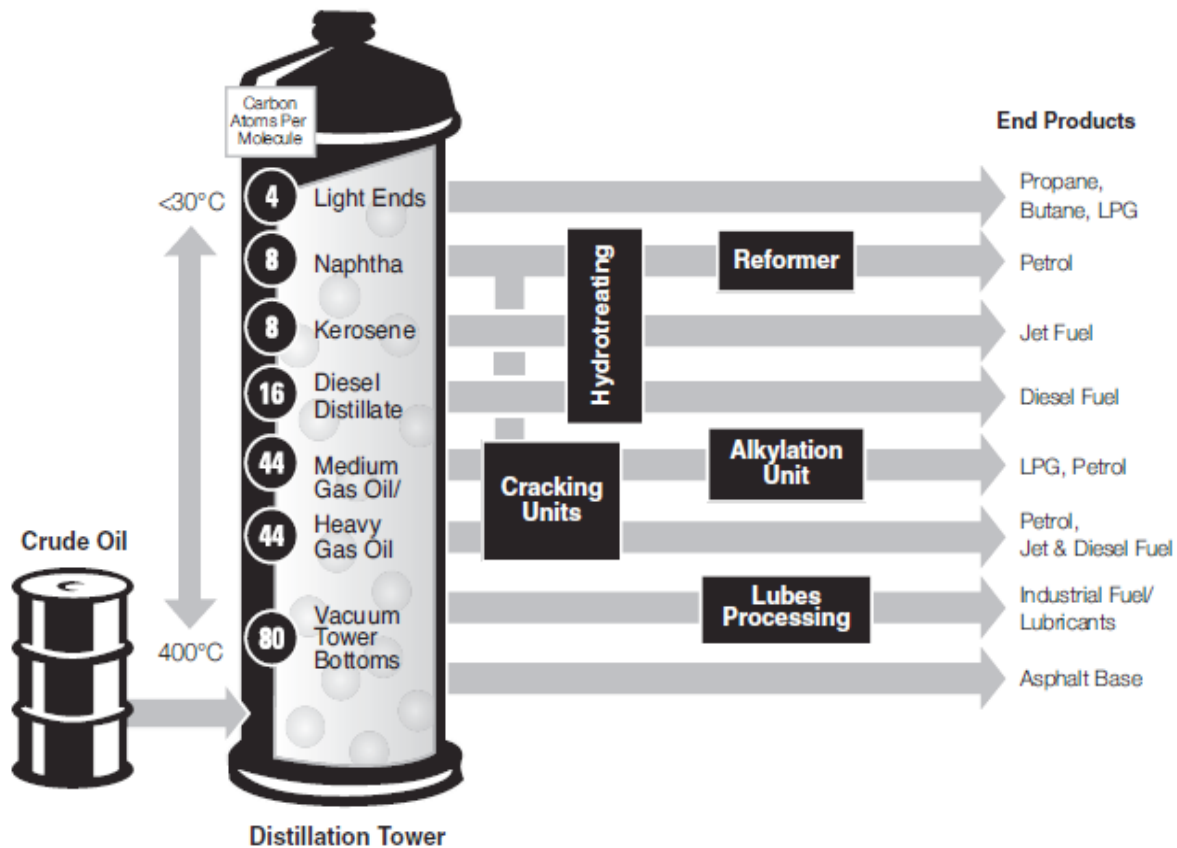 Carbon
Atoms Per
Molecule
End Products
<30°C
4
Light Ends
Propane,
Butane, LPG
8
Naphtha
Hydrotreating
Reformer
Petrol
8
Kerosene
Jet Fuel
16
Diesel
Distillate
Diesel Fuel
44
Medium
Gas Oil/
Cracking
Units
Alkylation
Unit
LPG, Petrol
44
Heavy
Gas Oil
Petrol,
Jet & Diesel Fuel
Crude Oil
400°C
80
Vacuum
Tower
Bottoms
Lubes
Processing
Industrial Fuel/
Lubricants
Asphalt Base
Distillation Tower